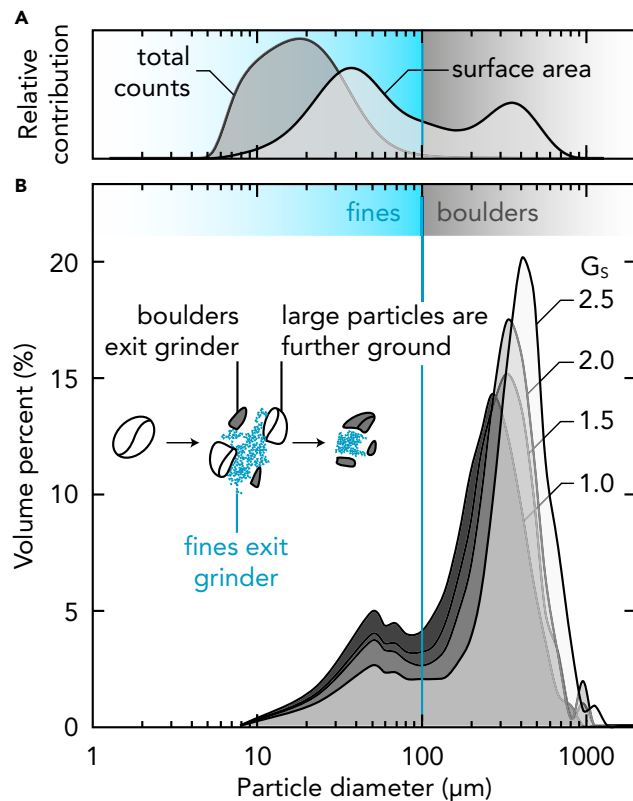 A
Relative
contribution
total
counts
surface area
B
fines
boulders
Volume percent (%)
20
15
10
5
0
G_S
2.5
2.0
1.5
1.0
boulders
exit grinder
large particles are
further ground
fines exit
grinder
1
10
100
1000
Particle diameter (µm)